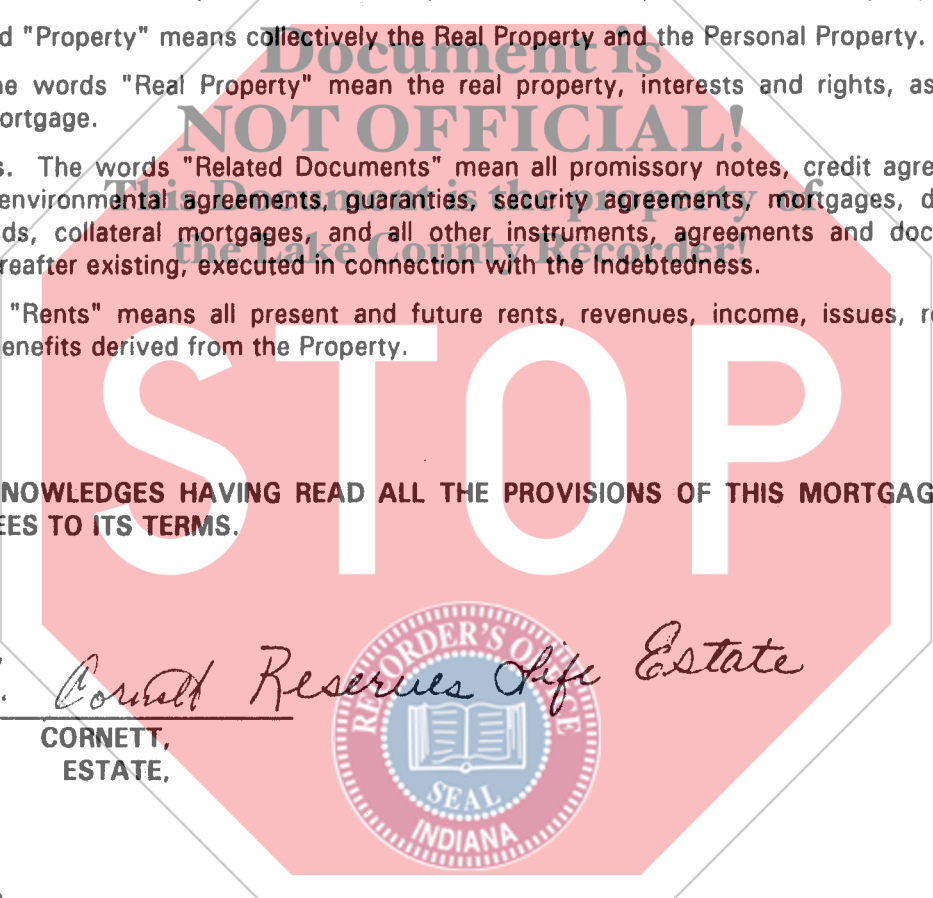 d "Property" means collectively the Real Property and the Personal Property.
Document is
he words "Real Property" mean the real property, interests and rights, as
ortgage.
NOT OFFICIAL!
s. The words "Related Documents" mean all promissory notes, credit agre
environmental agreements, guaranties, security agreements, mortgages, d
This Document is the property of
ds, collateral mortgages, and all other instruments, agreements and doc
the Lake County Recorder!
reafter existing, executed in connection with the Indebtedness.
"Rents" means all present and future rents, revenues, income, issues, r
enefits derived from the Property.
STOP
NOWLEDGES HAVING READ ALL THE PROVISIONS OF THIS MORTGAG
EES TO ITS TERMS.
Cornett Reserves Life Estate
CORNETT,
ESTATE,
RECORDER'S OFFICE
SEAL
INDIANA